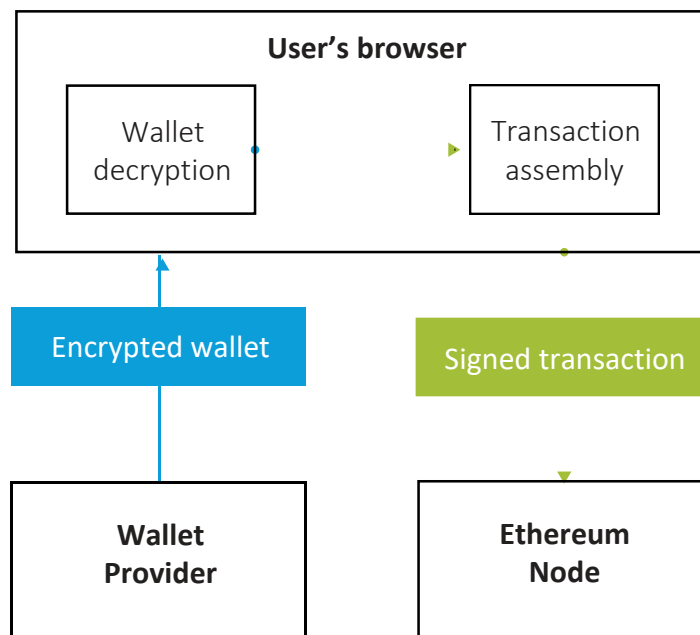 User’s browser
Wallet
decryption
Transaction
assembly
Encrypted wallet
Signed transaction
Wallet
Provider
Ethereum
Node